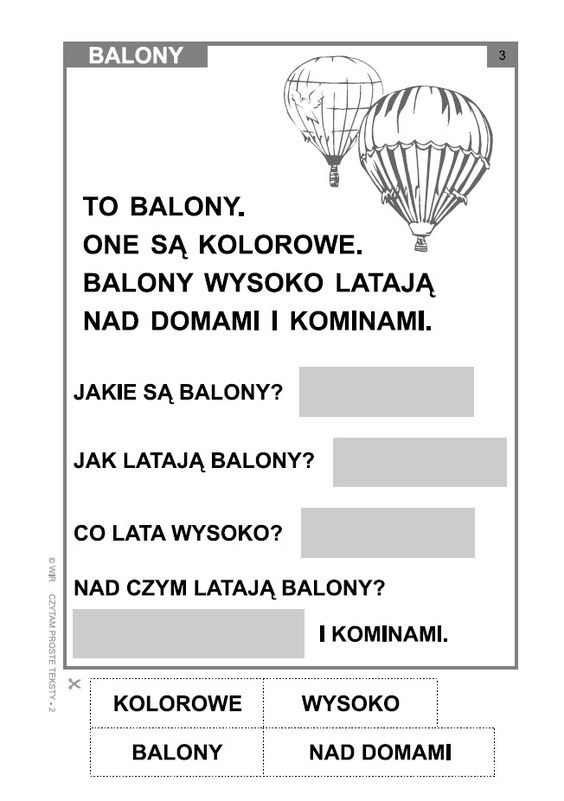 BALONY
3
TO BALONY.
ONE SĄ KOLOROWE.
BALONY WYSOKO LATAJĄ
NAD DOMAMI I KOMINAMI.
JAKIE SĄ BALONY?
JAK LATAJĄ BALONY?
CO LATA WYSOKO?
NAD CZYM LATAJĄ BALONY?
I KOMINAMI.
© WIR CZYTAM PROSTE TEKSTY - 2
KOLOROWE WYSOKO
BALONY NAD DOMAMI